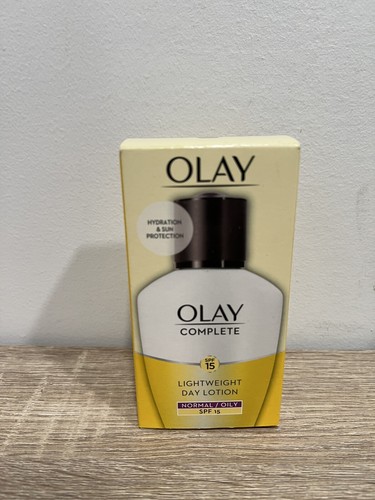 OLAY
HYDRATION
& SUN
PROTECTION
OLAY
COMPLETE
SPF
15
LIGHTWEIGHT
DAY LOTION
NORMAL / OILY
SPF 15